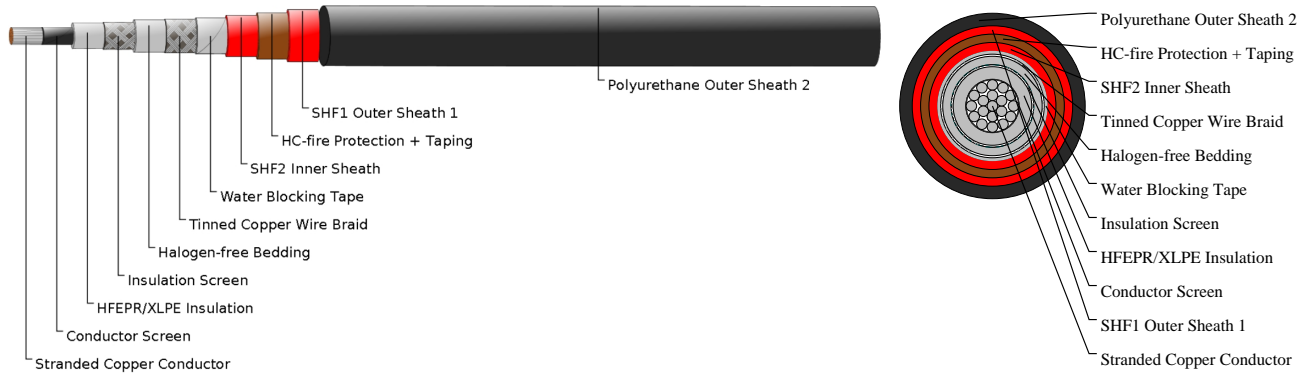 Polyurethane Outer Sheath 2
SHF1 Outer Sheath 1
HC-fire Protection + Taping
SHF2 Inner Sheath
Water Blocking Tape
Tinned Copper Wire Braid
Halogen-free Bedding
Insulation Screen
HFEPR/XLPE Insulation
Conductor Screen
Stranded Copper Conductor
Polyurethane Outer Sheath 2
HC-fire Protection + Taping
SHF2 Inner Sheath
Tinned Copper Wire Braid
Halogen-free Bedding
Water Blocking Tape
Insulation Screen
HFEPR/XLPE Insulation
Conductor Screen
SHF1 Outer Sheath 1
Stranded Copper Conductor